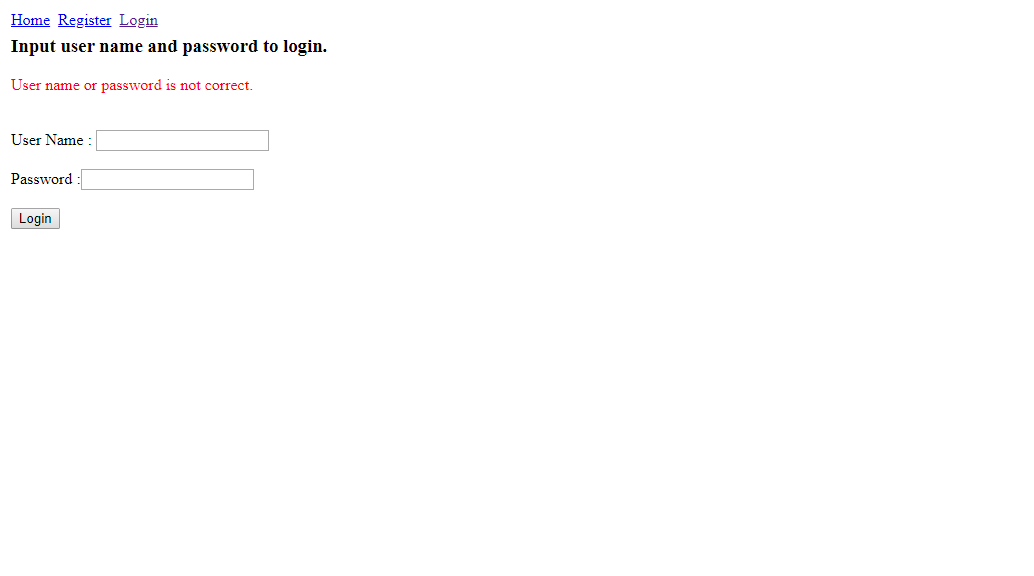 Home Register Login
Input user name and password to login.
User name or password is not correct.
User Name :
Password :
Login